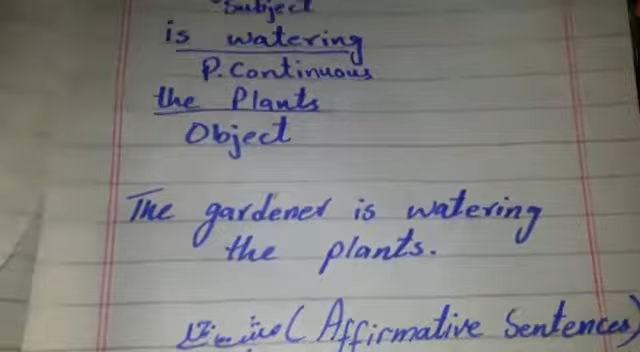 Subject
is watering
P. Continuous
the Plants
Object
The gardener is watering
the plants.
(Affirmative Sentences)